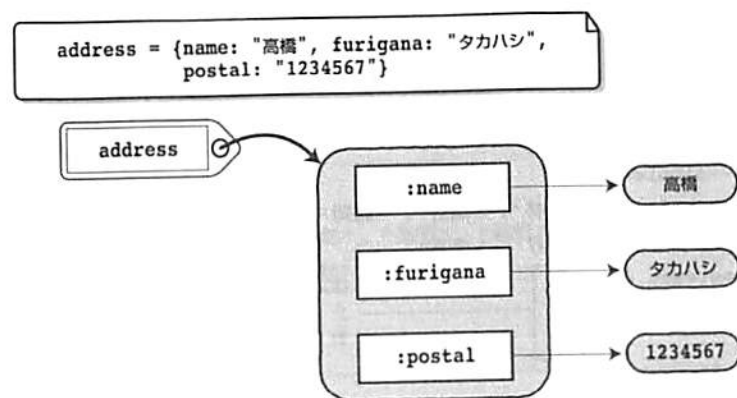 address = {name: "高橋", furigana: "タカハシ",
postal: "1234567"}
address
:name
高橋
:furigana
タカハシ
:postal
1234567